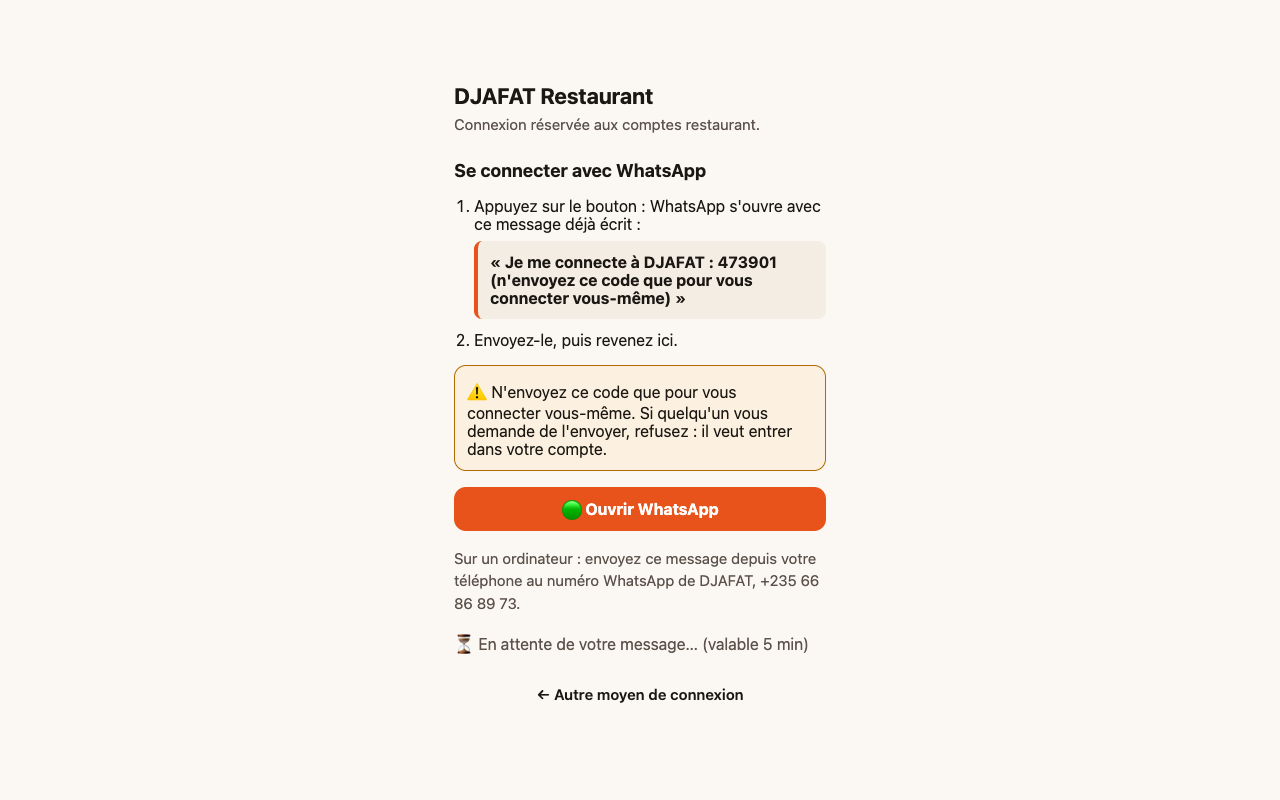 DJAFAT Restaurant
Connexion réservée aux comptes restaurant.
Se connecter avec WhatsApp
1. Appuyez sur le bouton : WhatsApp s'ouvre avec
ce message déjà écrit :
« Je me connecte à DJAFAT : 473901
(n'envoyez ce code que pour vous
connecter vous-même) »
2. Envoyez-le, puis revenez ici.
⚠️ N'envoyez ce code que pour vous
connecter vous-même. Si quelqu'un vous
demande de l'envoyer, refusez : il veut entrer
dans votre compte.
🟢 Ouvrir WhatsApp
Sur un ordinateur : envoyez ce message depuis votre
téléphone au numéro WhatsApp de DJAFAT, +235 66
86 89 73.
⏳ En attente de votre message… (valable 5 min)
← Autre moyen de connexion